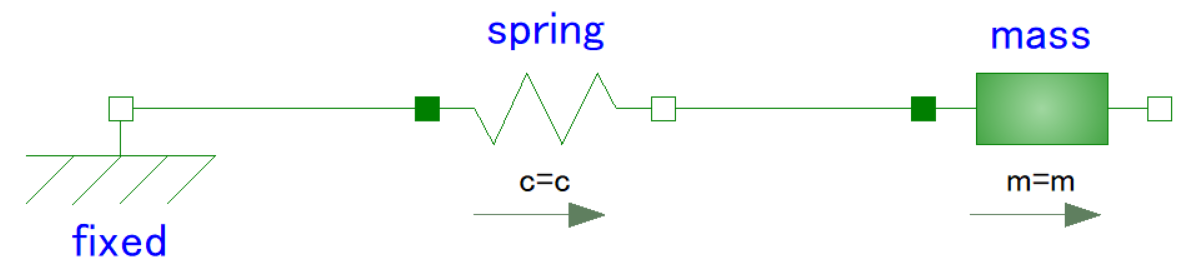 spring
mass
c=c
m=m
fixed